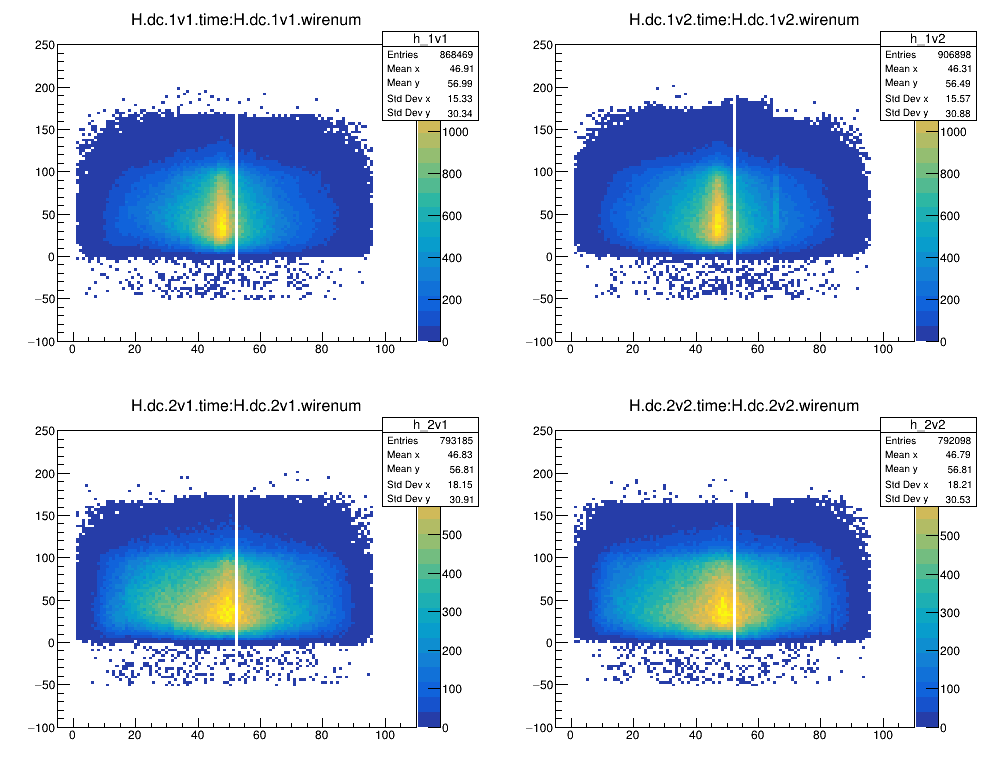 H.dc.1v1.time:H.dc.1v1.wirenum
h_1v1
Entries 868469
Mean x 46.91
Mean y 56.99
Std Dev x 15.33
Std Dev y 30.34
250
200
150
100
50
0
−50
−100
0 20 40 60 80 100
1000
800
600
400
200
0
H.dc.1v2.time:H.dc.1v2.wirenum
h_1v2
Entries 906898
Mean x 46.31
Mean y 56.49
Std Dev x 15.57
Std Dev y 30.88
250
200
150
100
50
0
−50
−100
0 20 40 60 80 100
1000
800
600
400
200
0
H.dc.2v1.time:H.dc.2v1.wirenum
h_2v1
Entries 793185
Mean x 46.83
Mean y 56.81
Std Dev x 18.15
Std Dev y 30.91
250
200
150
100
50
0
−50
−100
0 20 40 60 80 100
500
400
300
200
100
0
H.dc.2v2.time:H.dc.2v2.wirenum
h_2v2
Entries 792098
Mean x 46.79
Mean y 56.81
Std Dev x 18.21
Std Dev y 30.53
250
200
150
100
50
0
−50
−100
0 20 40 60 80 100
500
400
300
200
100
0